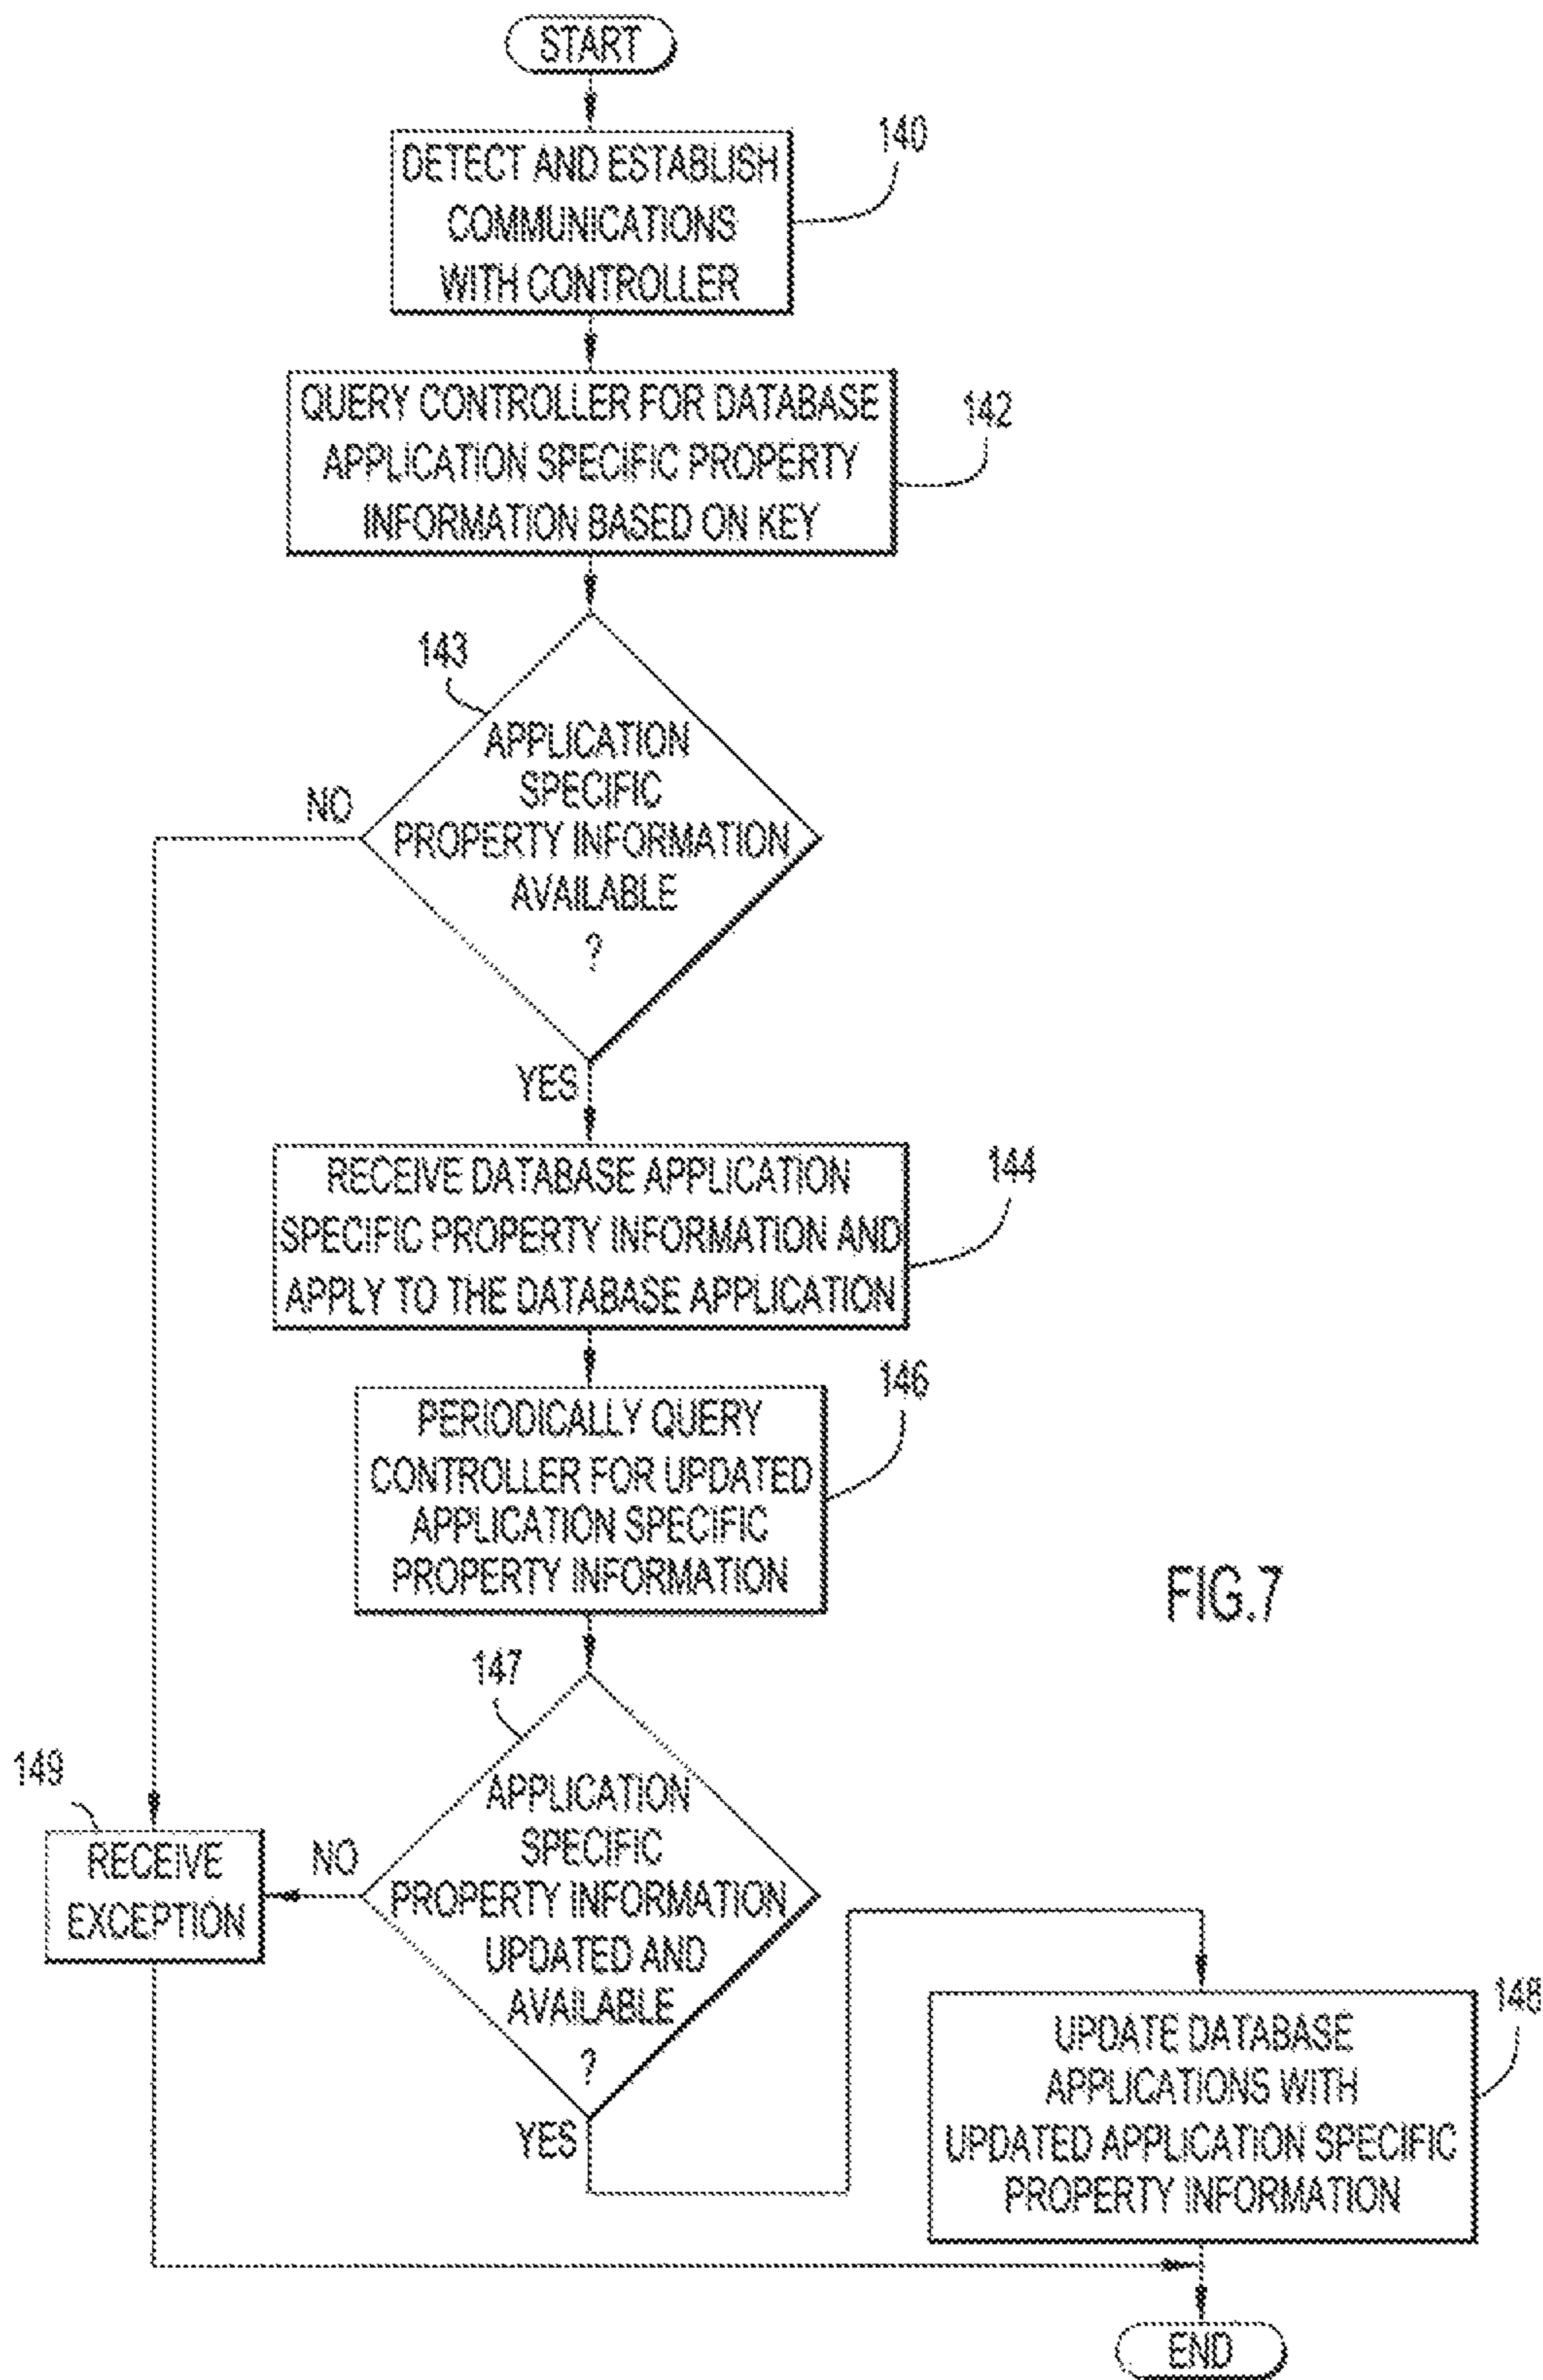 START
140
DETECT AND ESTABLISH
COMMUNICATIONS
WITH CONTROLLER
142
QUERY CONTROLLER FOR DATABASE
APPLICATION SPECIFIC PROPERTY
INFORMATION BASED ON KEY
143
APPLICATION
SPECIFIC
PROPERTY INFORMATION
AVAILABLE
?
NO
YES
144
RECEIVE DATABASE APPLICATION
SPECIFIC PROPERTY INFORMATION AND
APPLY TO THE DATABASE APPLICATION
146
PERIODICALLY QUERY
CONTROLLER FOR UPDATED
APPLICATION SPECIFIC
PROPERTY INFORMATION
FIG.7
147
APPLICATION
SPECIFIC
PROPERTY INFORMATION
UPDATED AND
AVAILABLE
?
NO
YES
149
RECEIVE
EXCEPTION
148
UPDATE DATABASE
APPLICATIONS WITH
UPDATED APPLICATION SPECIFIC
PROPERTY INFORMATION
END